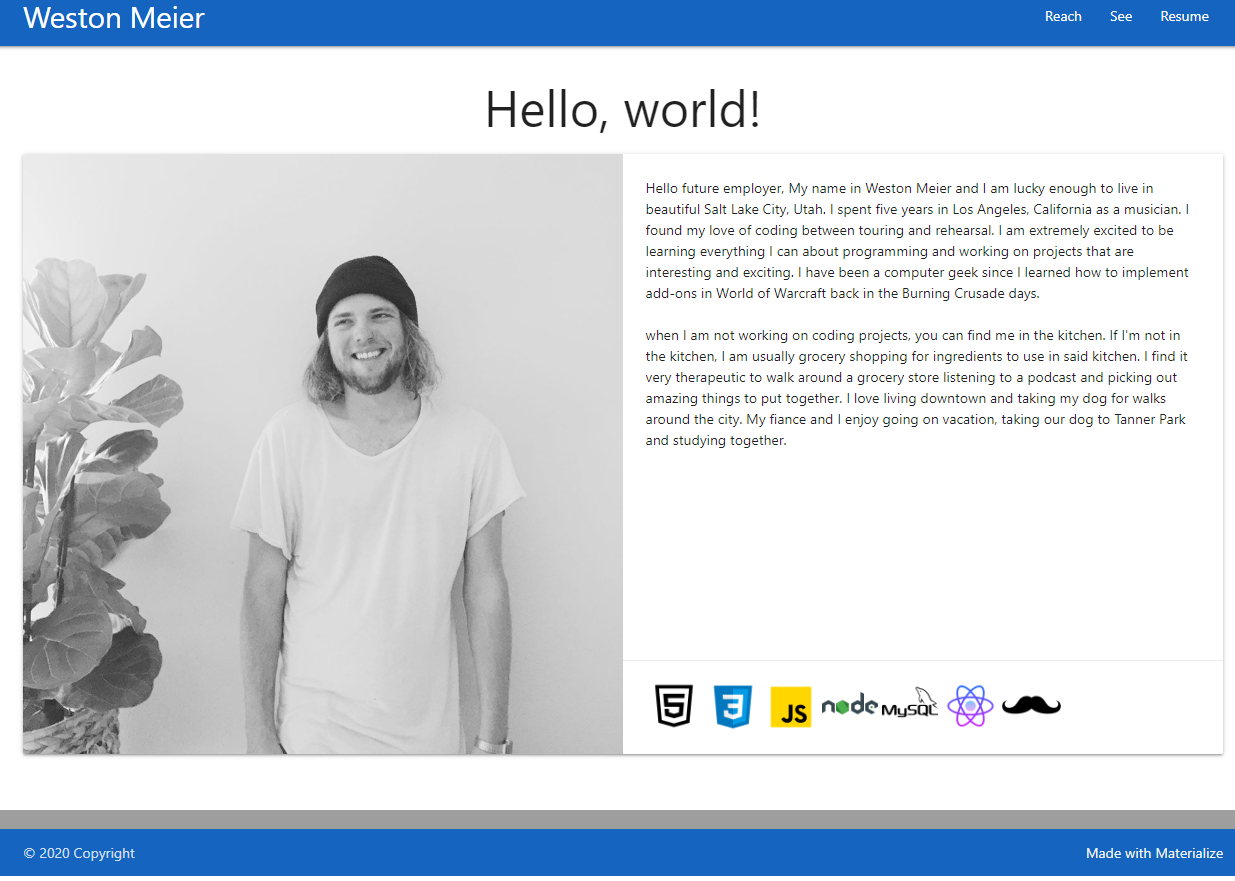 Weston Meier
Reach See Resume
Hello, world!
Hello future employer, My name in Weston Meier and I am lucky enough to live in
beautiful Salt Lake City, Utah. I spent five years in Los Angeles, California as a musician. I
found my love of coding between touring and rehearsal. I am extremely excited to be
learning everything I can about programming and working on projects that are
interesting and exciting. I have been a computer geek since I learned how to implement
add-ons in World of Warcraft back in the Burning Crusade days.
when I am not working on coding projects, you can find me in the kitchen. If I'm not in
the kitchen, I am usually grocery shopping for ingredients to use in said kitchen. I find it
very therapeutic to walk around a grocery store listening to a podcast and picking out
amazing things to put together. I love living downtown and taking my dog for walks
around the city. My fiance and I enjoy going on vacation, taking our dog to Tanner Park
and studying together.
5 3 JS node MySQL
© 2020 Copyright
Made with Materialize